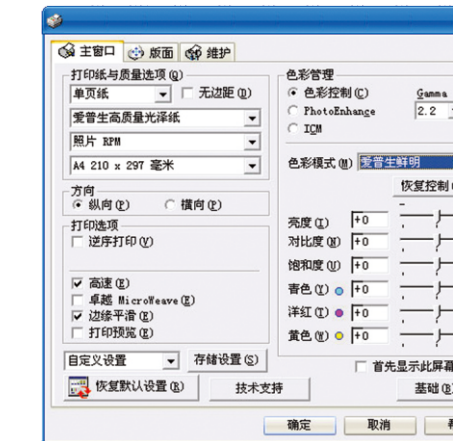 主窗口 版面 维护
打印纸与质量选项(Q)
单页纸 无边距(D)
爱普生高质量光泽纸
照片 RPM
A4 210 x 297 毫米
方向
纵向(P) 横向(P)
打印选项
逆序打印(V)
高速(E)
卓越 MicroWeave(E)
边缘平滑(E)
打印预览(E)
自定义设置 存储设置(S)
恢复默认设置(R) 技术支持
色彩管理
色彩控制(C) Gamma
PhotoEnhance 2.2
ICM
色彩模式(M) 爱普生鲜明
恢复控制
亮度(I) +0
对比度(N) +0
饱和度(U) +0
青色(Y) +0
洋红(I) +0
黄色(W) +0
首先显示此屏幕
基础(B)
确定 取消